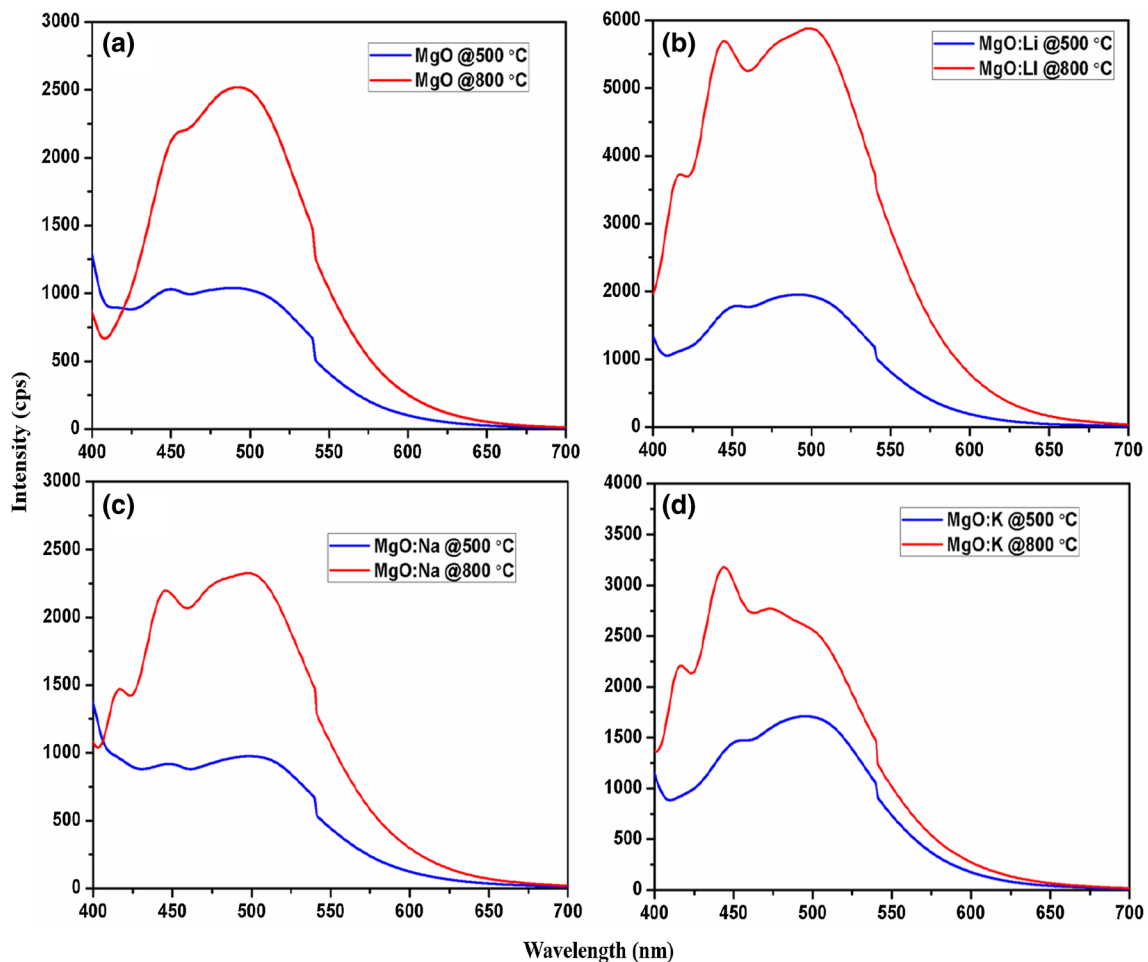 (a)
MgO @500 °C
MgO @800 °C
3000
2500
2000
1500
1000
500
0
400 450 500 550 600 650 700
(b)
MgO:Li @500 °C
MgO:LI @800 °C
6000
5000
4000
3000
2000
1000
0
400 450 500 550 600 650 700
Intensity (cps)
(c)
MgO:Na @500 °C
MgO:Na @800 °C
3000
2500
2000
1500
1000
500
0
400 450 500 550 600 650 700
(d)
MgO:K @500 °C
MgO:K @800 °C
4000
3500
3000
2500
2000
1500
1000
500
0
400 450 500 550 600 650 700
Wavelength (nm)